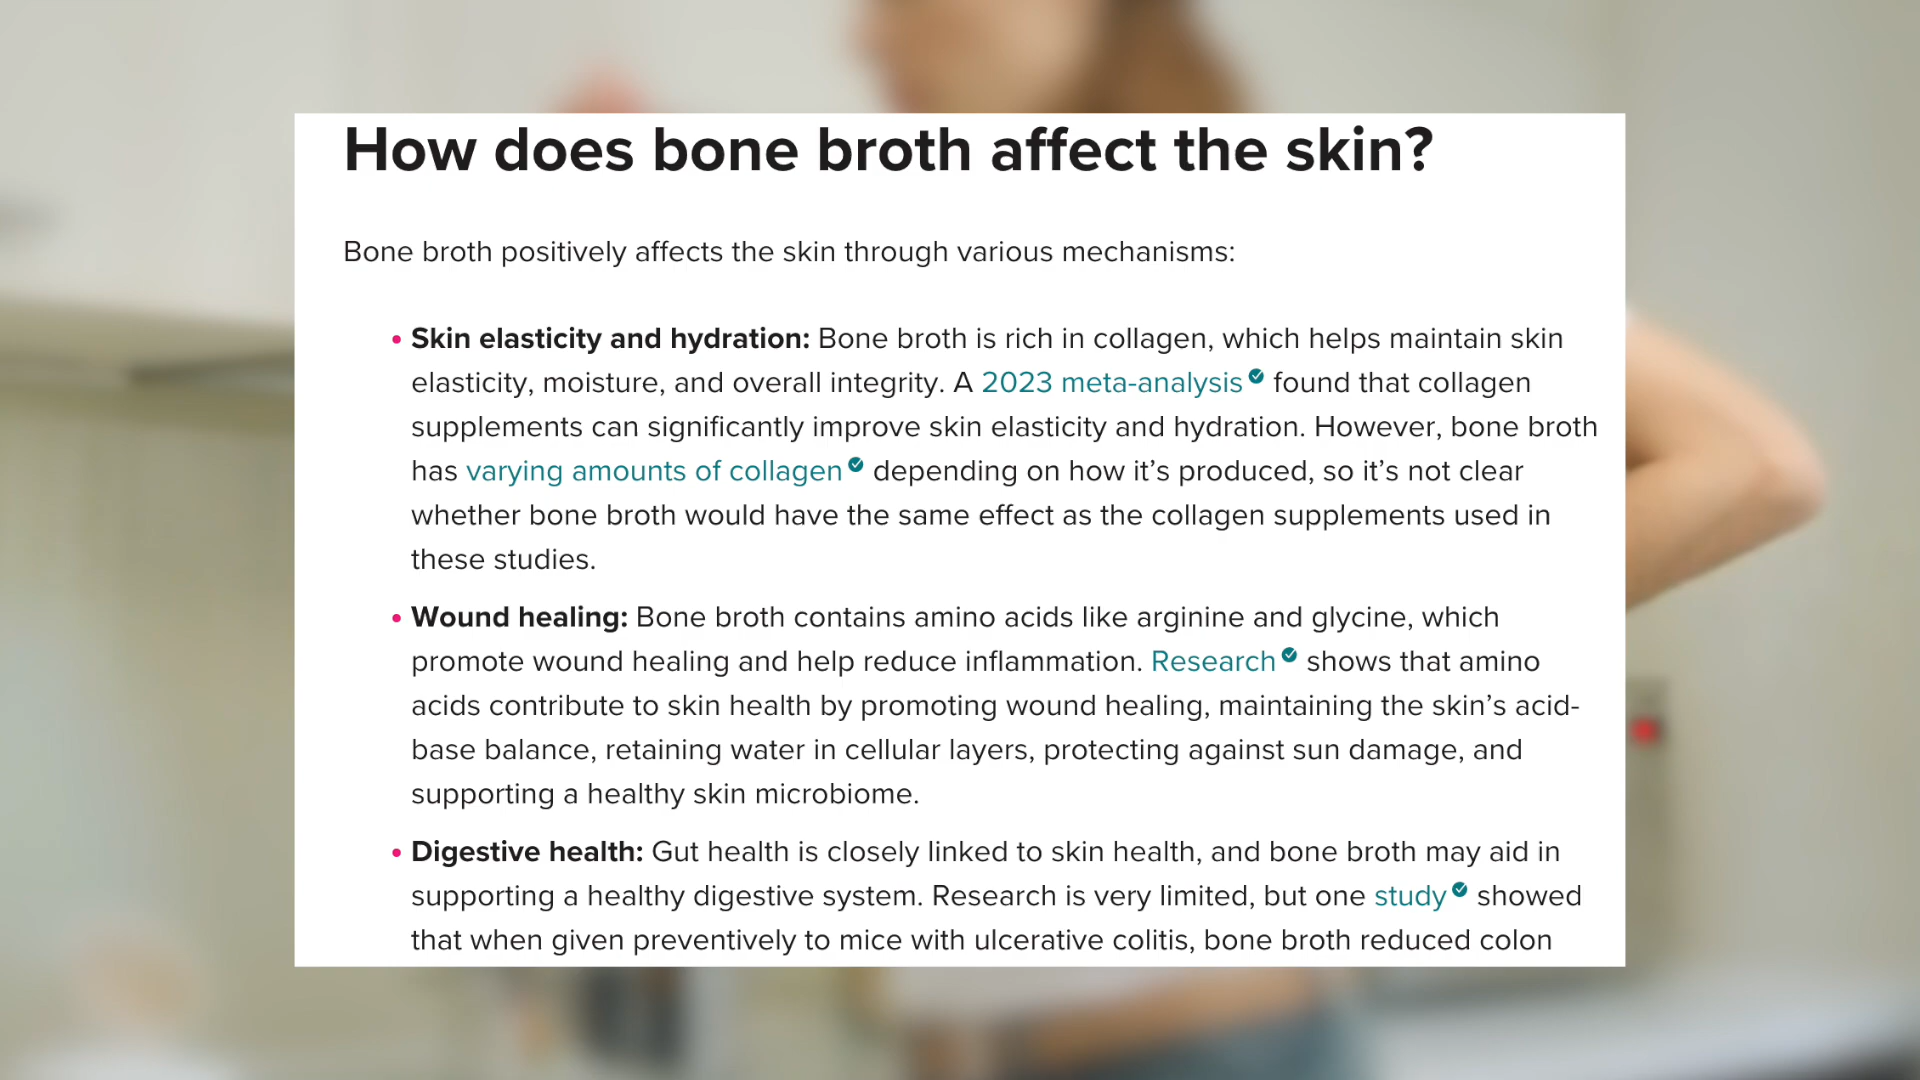 How does bone broth affect the skin?
Bone broth positively affects the skin through various mechanisms:
• Skin elasticity and hydration: Bone broth is rich in collagen, which helps maintain skin
elasticity, moisture, and overall integrity. A 2023 meta-analysis found that collagen
supplements can significantly improve skin elasticity and hydration. However, bone broth
has varying amounts of collagen depending on how it’s produced, so it’s not clear
whether bone broth would have the same effect as the collagen supplements used in
these studies.
• Wound healing: Bone broth contains amino acids like arginine and glycine, which
promote wound healing and help reduce inflammation. Research shows that amino
acids contribute to skin health by promoting wound healing, maintaining the skin’s acid-
base balance, retaining water in cellular layers, protecting against sun damage, and
supporting a healthy skin microbiome.
• Digestive health: Gut health is closely linked to skin health, and bone broth may aid in
supporting a healthy digestive system. Research is very limited, but one study showed
that when given preventively to mice with ulcerative colitis, bone broth reduced colon